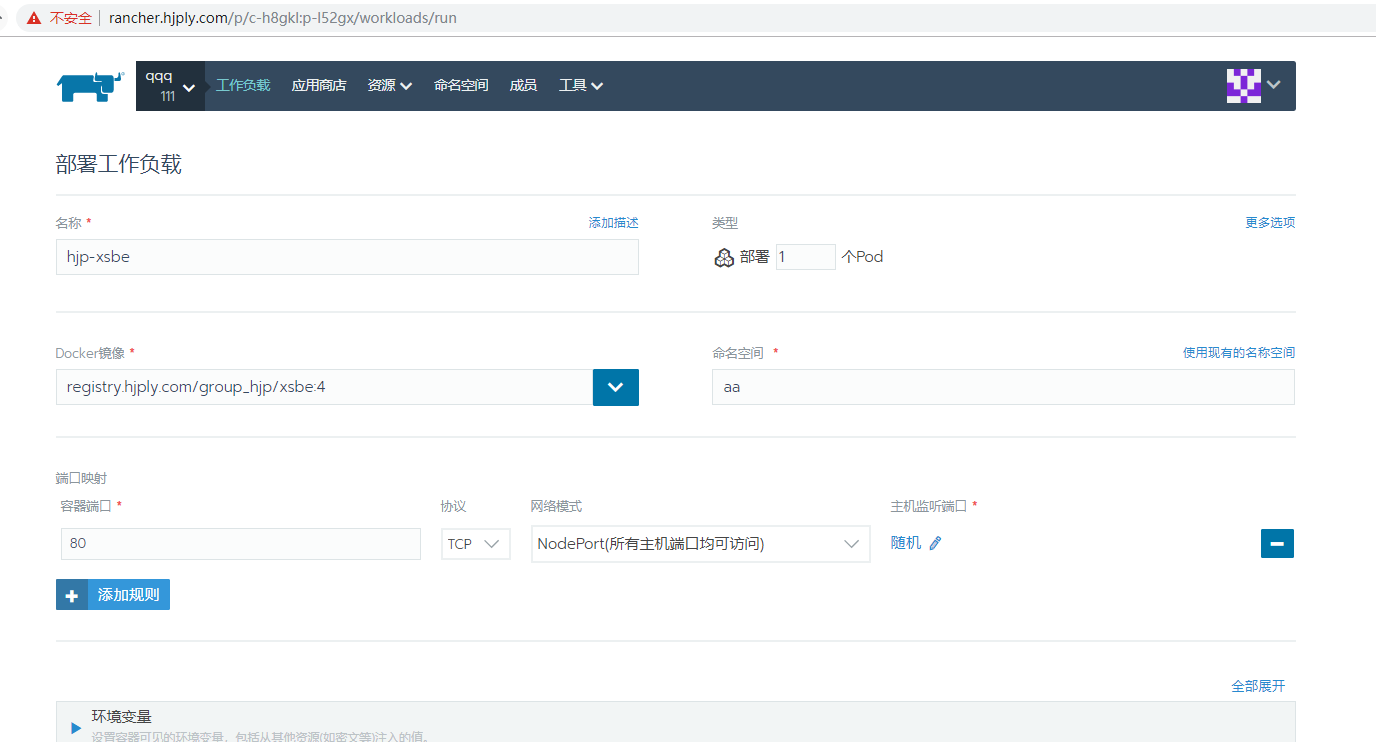 不安全 | rancher.hjply.com/p/c-h8gkl:p-l52gx/workloads/run
qqq
111
工作负载 应用商店 资源 命名空间 成员 工具
部署工作负载
名称 * 添加描述
hjp-xsbe
类型 更多选项
部署 1 个Pod
Docker镜像 *
registry.hjply.com/group_hjp/xsbe:4
命名空间 * 使用现有的名称空间
aa
端口映射
容器端口 * 协议 网络模式 主机监听端口 *
80 TCP NodePort(所有主机端口均可访问) 随机
添加规则
全部展开
环境变量
设置容器可见的环境变量，包括从其他资源(如密文等)注入的值。